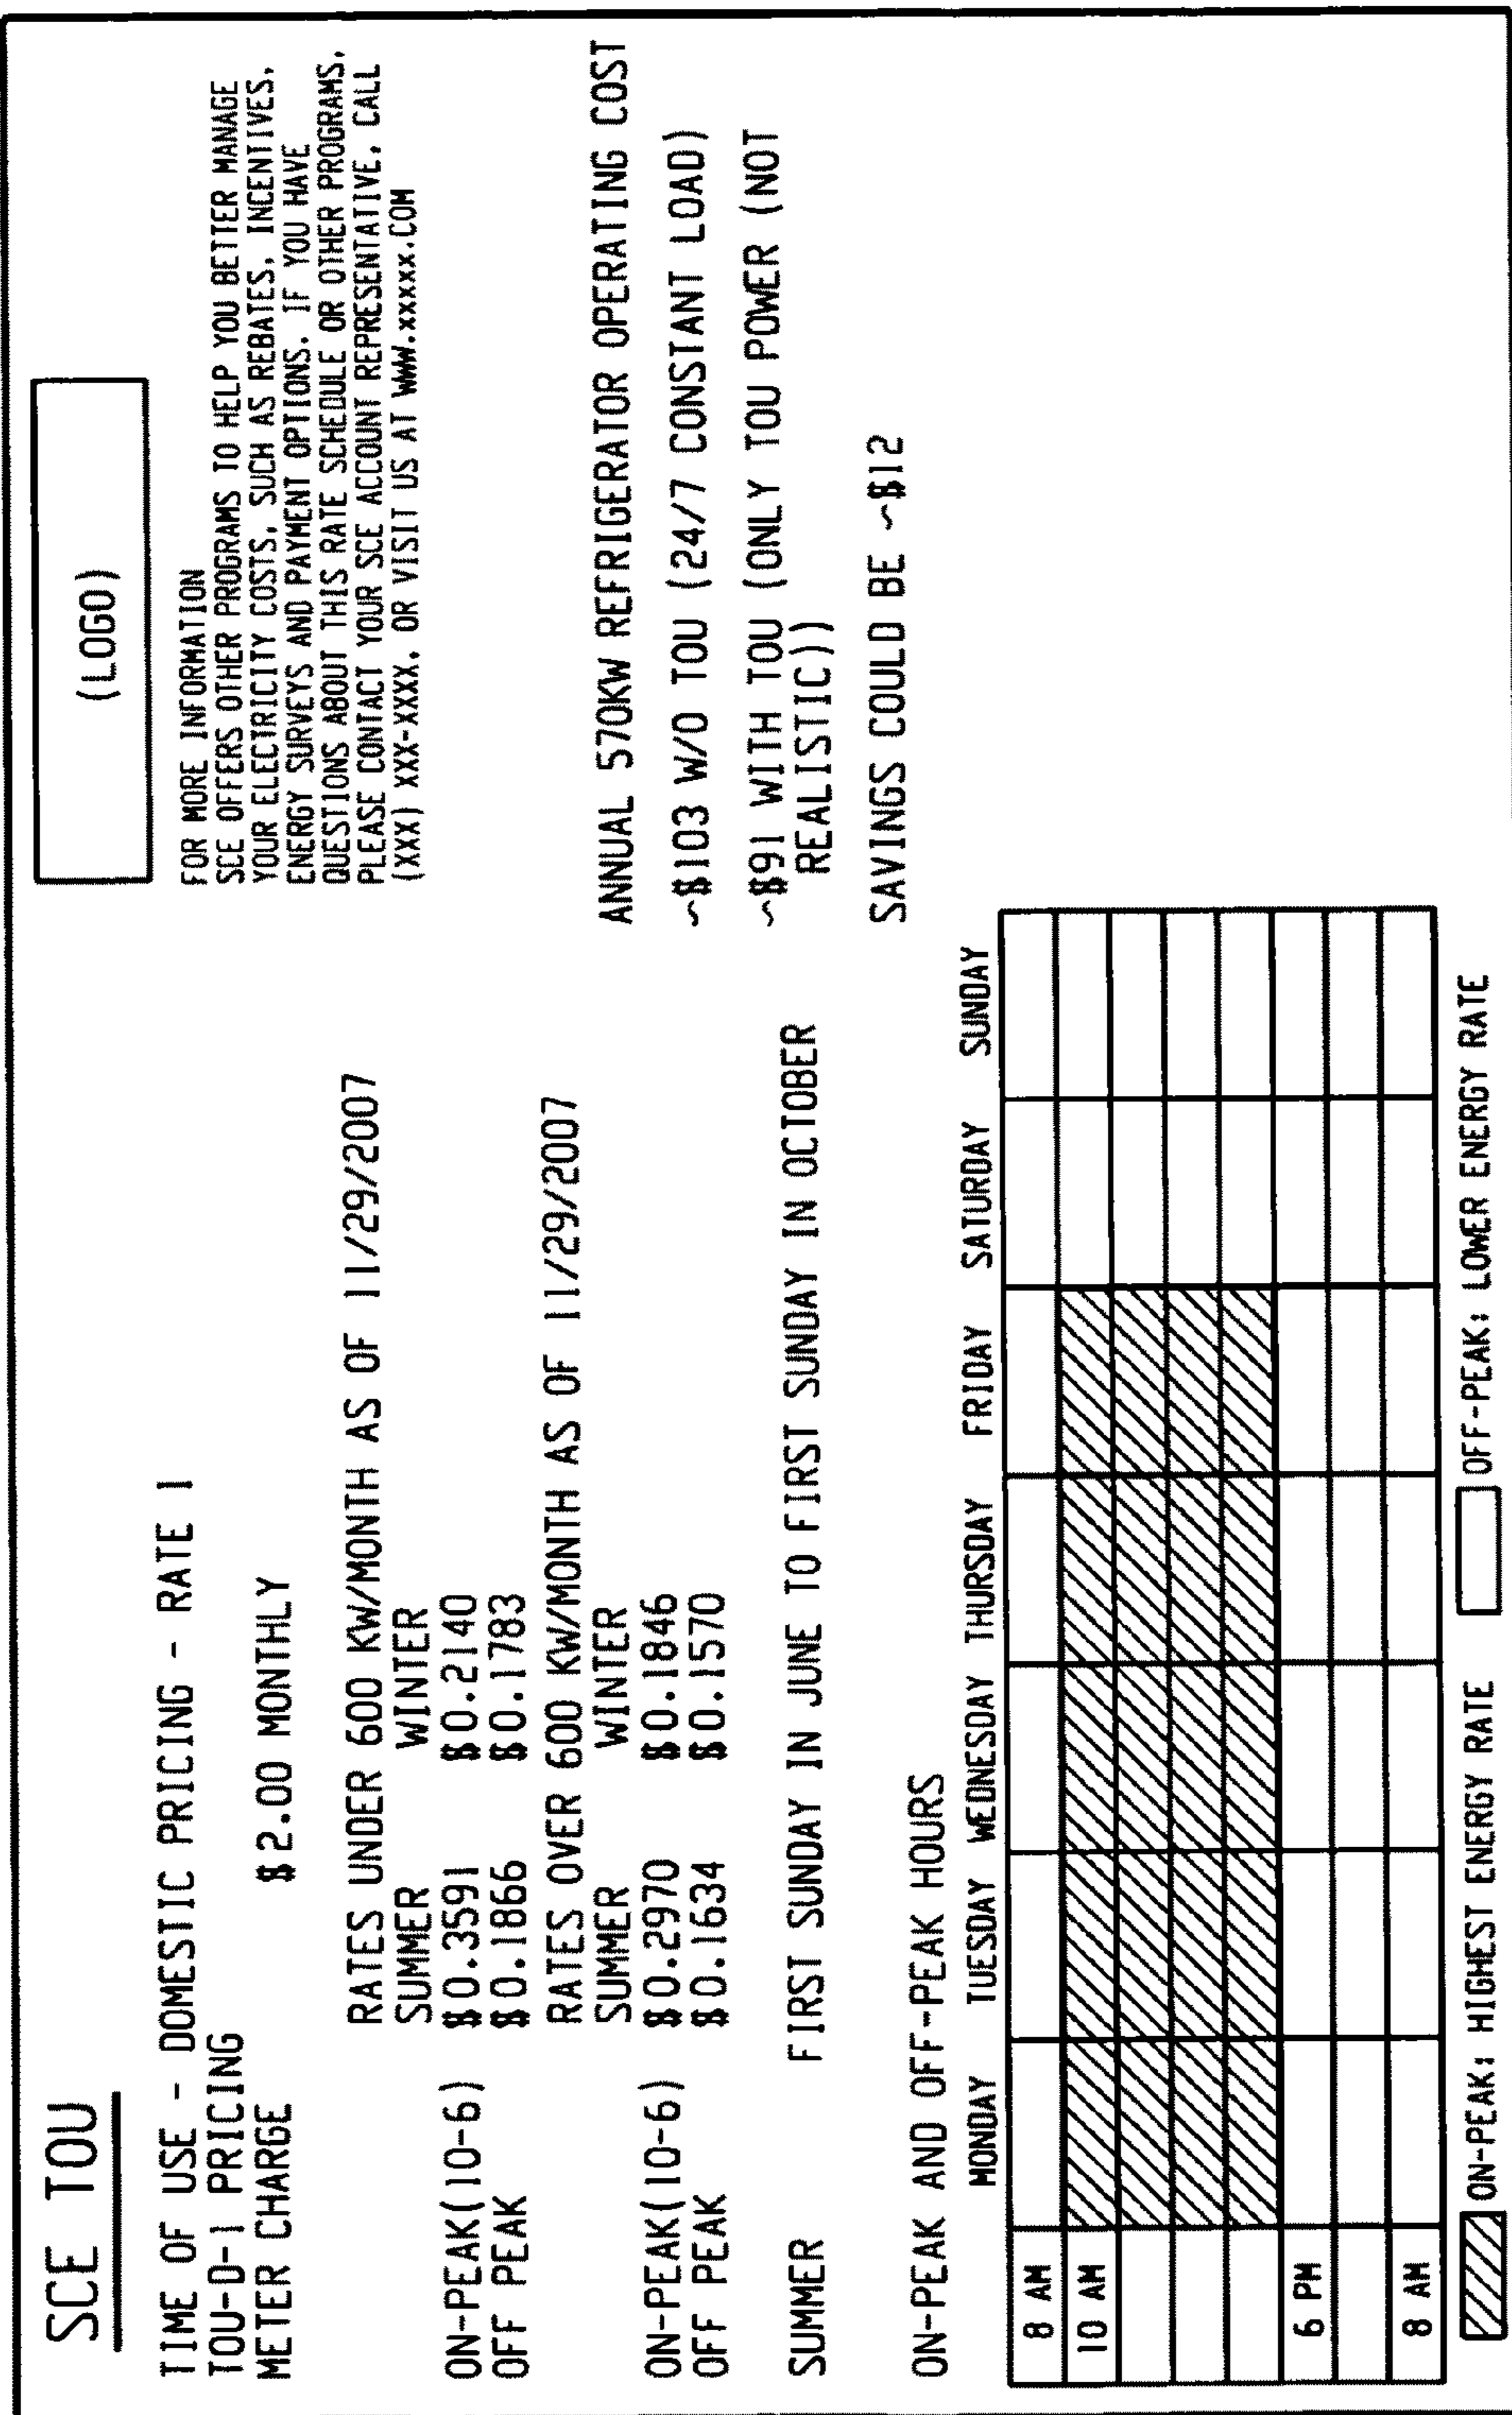 SCE TOU
TIME OF USE - DOMESTIC PRICING - RATE 1
TOU-D-1 PRICING
METER CHARGE $2.00 MONTHLY
RATES UNDER 600 KW/MONTH AS OF 11/29/2007
SUMMER WINTER
ON-PEAK(10-6) $0.3591 $0.2140
OFF PEAK $0.1866 $0.1783
RATES OVER 600 KW/MONTH AS OF 11/29/2007
SUMMER WINTER
ON-PEAK(10-6) $0.2970 $0.1846
OFF PEAK $0.1634 $0.1570
SUMMER FIRST SUNDAY IN JUNE TO FIRST SUNDAY IN OCTOBER
(LOGO)
FOR MORE INFORMATION
SCE OFFERS OTHER PROGRAMS TO HELP YOU BETTER MANAGE
YOUR ELECTRICITY COSTS, SUCH AS REBATES, INCENTIVES,
ENERGY SURVEYS AND PAYMENT OPTIONS. IF YOU HAVE
QUESTIONS ABOUT THIS RATE SCHEDULE OR OTHER PROGRAMS,
PLEASE CONTACT YOUR SCE ACCOUNT REPRESENTATIVE, CALL
(XXX) XXX-XXXX, OR VISIT US AT WWW.XXXXX.COM
ANNUAL 570KW REFRIGERATOR OPERATING COST
~$103 W/O TOU (24/7 CONSTANT LOAD)
~$91 WITH TOU (ONLY TOU POWER (NOT
REALISTIC))
SAVINGS COULD BE ~$12
ON-PEAK AND OFF-PEAK HOURS
MONDAY TUESDAY WEDNESDAY THURSDAY FRIDAY SATURDAY SUNDAY
8 AM
10 AM
6 PM
8 AM
ON-PEAK: HIGHEST ENERGY RATE OFF-PEAK: LOWER ENERGY RATE